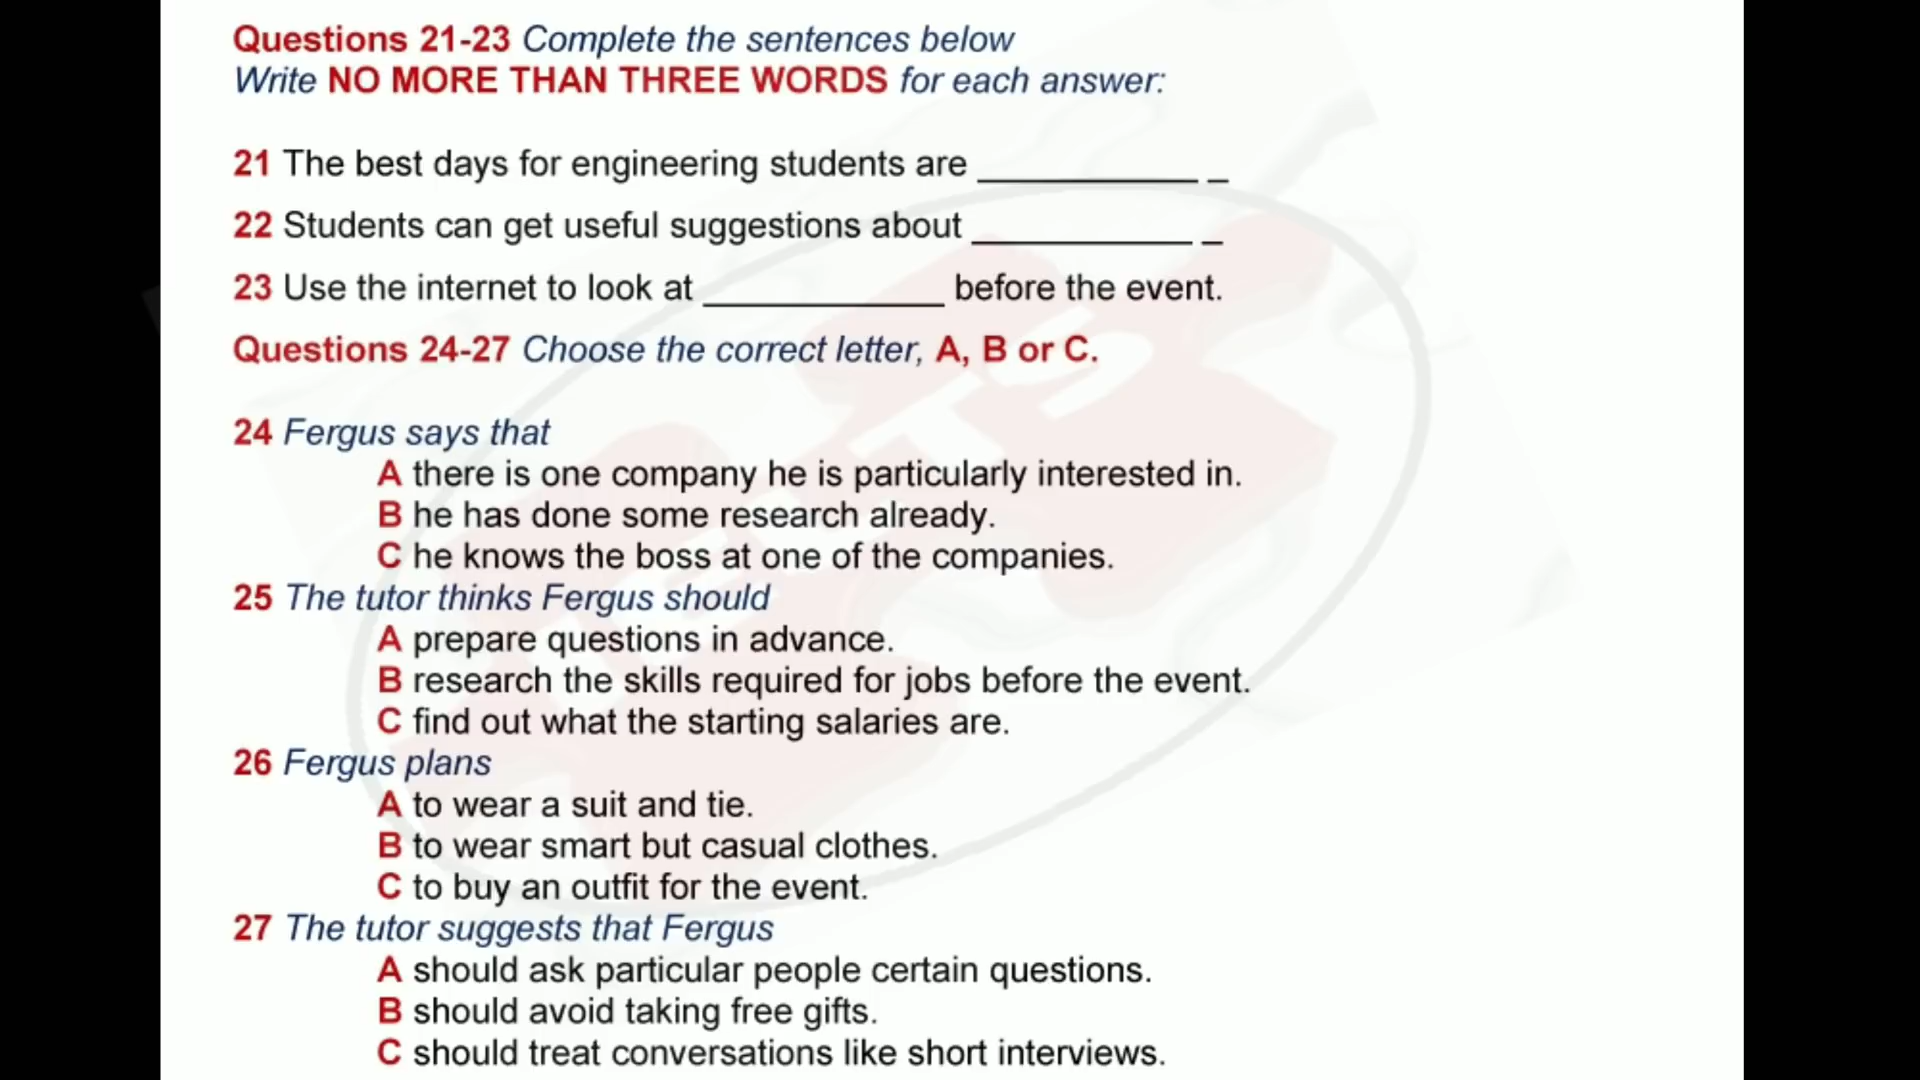 Questions 21-23 Complete the sentences below
Write NO MORE THAN THREE WORDS for each answer:
21 The best days for engineering students are ___________ _
22 Students can get useful suggestions about ___________ _
23 Use the internet to look at ____________ before the event.
Questions 24-27 Choose the correct letter, A, B or C.
24 Fergus says that
A there is one company he is particularly interested in.
B he has done some research already.
C he knows the boss at one of the companies.
25 The tutor thinks Fergus should
A prepare questions in advance.
B research the skills required for jobs before the event.
C find out what the starting salaries are.
26 Fergus plans
A to wear a suit and tie.
B to wear smart but casual clothes.
C to buy an outfit for the event.
27 The tutor suggests that Fergus
A should ask particular people certain questions.
B should avoid taking free gifts.
C should treat conversations like short interviews.
IELTS